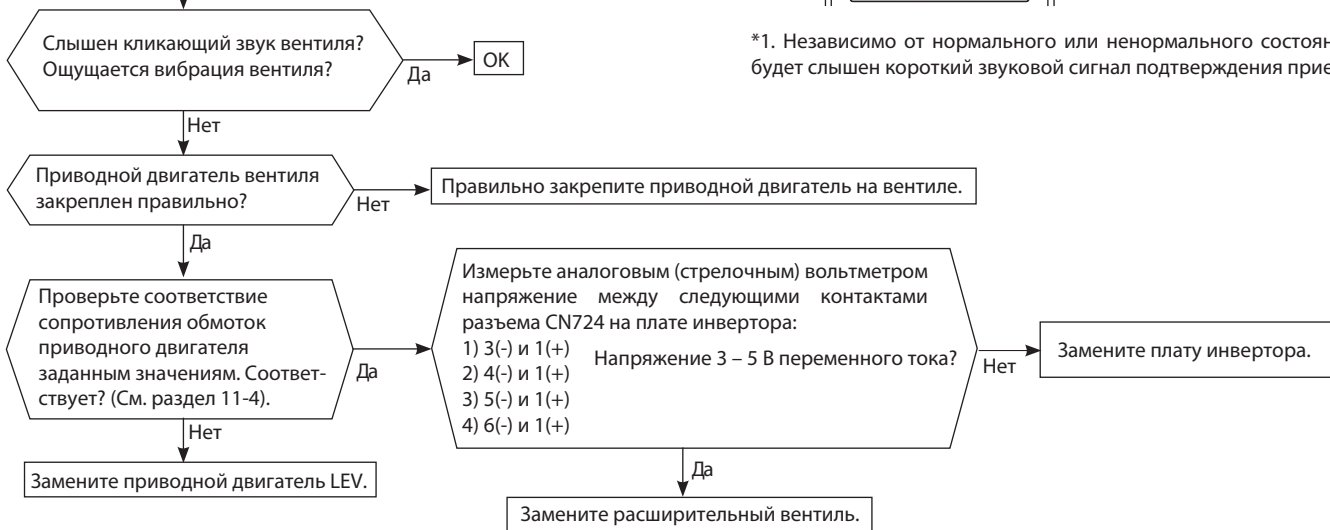 Слышен кликающий звук вентиля?
Ощущается вибрация вентиля?
Да
OK
*1. Независимо от нормального или ненормального
будет слышен короткий звуковой сигнал подтверждения
Нет
Приводной двигатель вентиля
закреплен правильно?
Нет
Правильно закрепите приводной двигатель на вентиле.
Да
Проверьте соответствие
сопротивления обмоток
приводного двигателя
заданным значениям. Соответ-
ствует? (См. раздел 11-4).
Да
Измерьте аналоговым (стрелочным) вольтметром
напряжение между следующими контактами
разъема CN724 на плате инвертора:
1) 3(-) и 1(+)
2) 4(-) и 1(+)
3) 5(-) и 1(+)
4) 6(-) и 1(+)
Напряжение 3 – 5 В переменного тока?
Нет
Замените плату инвертора.
Нет
Замените приводной двигатель LEV.
Да
Замените расширительный вентиль.